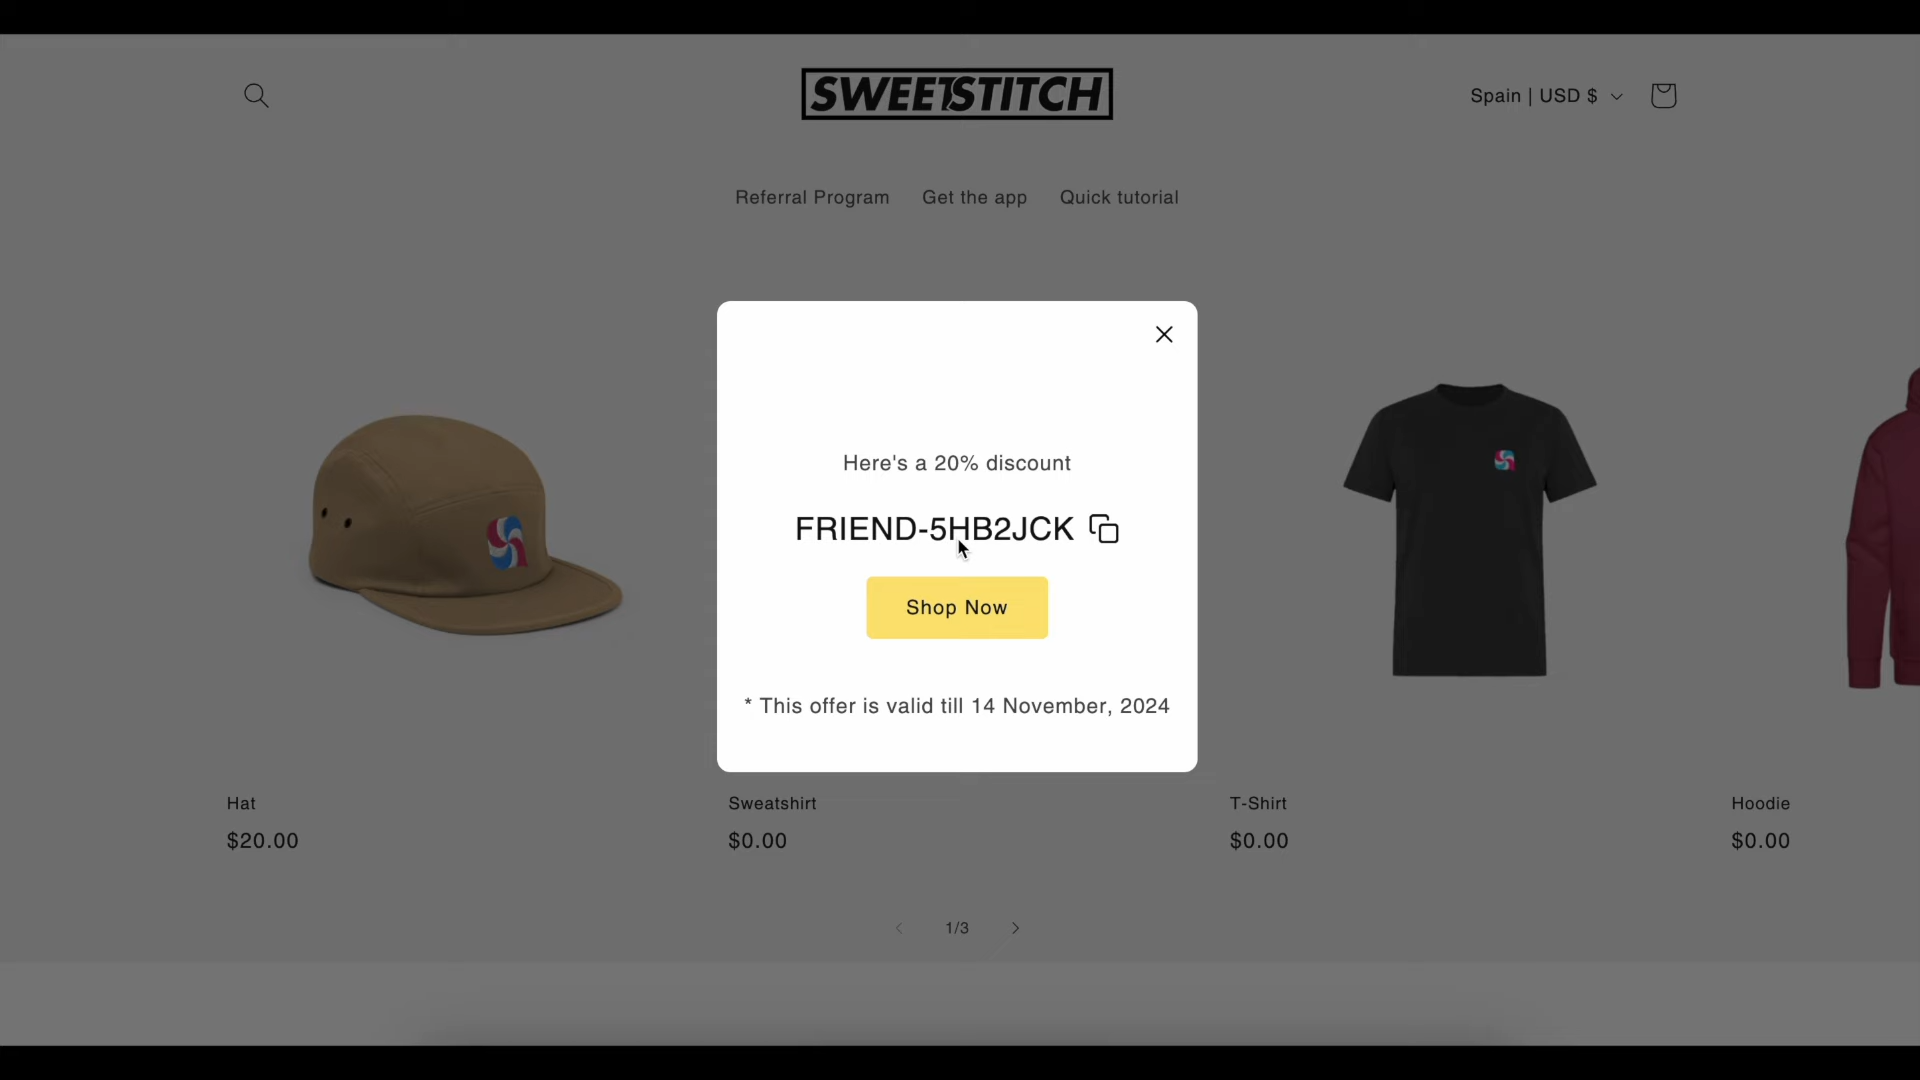 SWEETSTITCH
Spain | USD $
Referral Program Get the app Quick tutorial
Here's a 20% discount
FRIEND-5HB2JCK
Shop Now
* This offer is valid till 14 November, 2024
Hat
$20.00
Sweatshirt
$0.00
T-Shirt
$0.00
Hoodie
$0.00
1/3